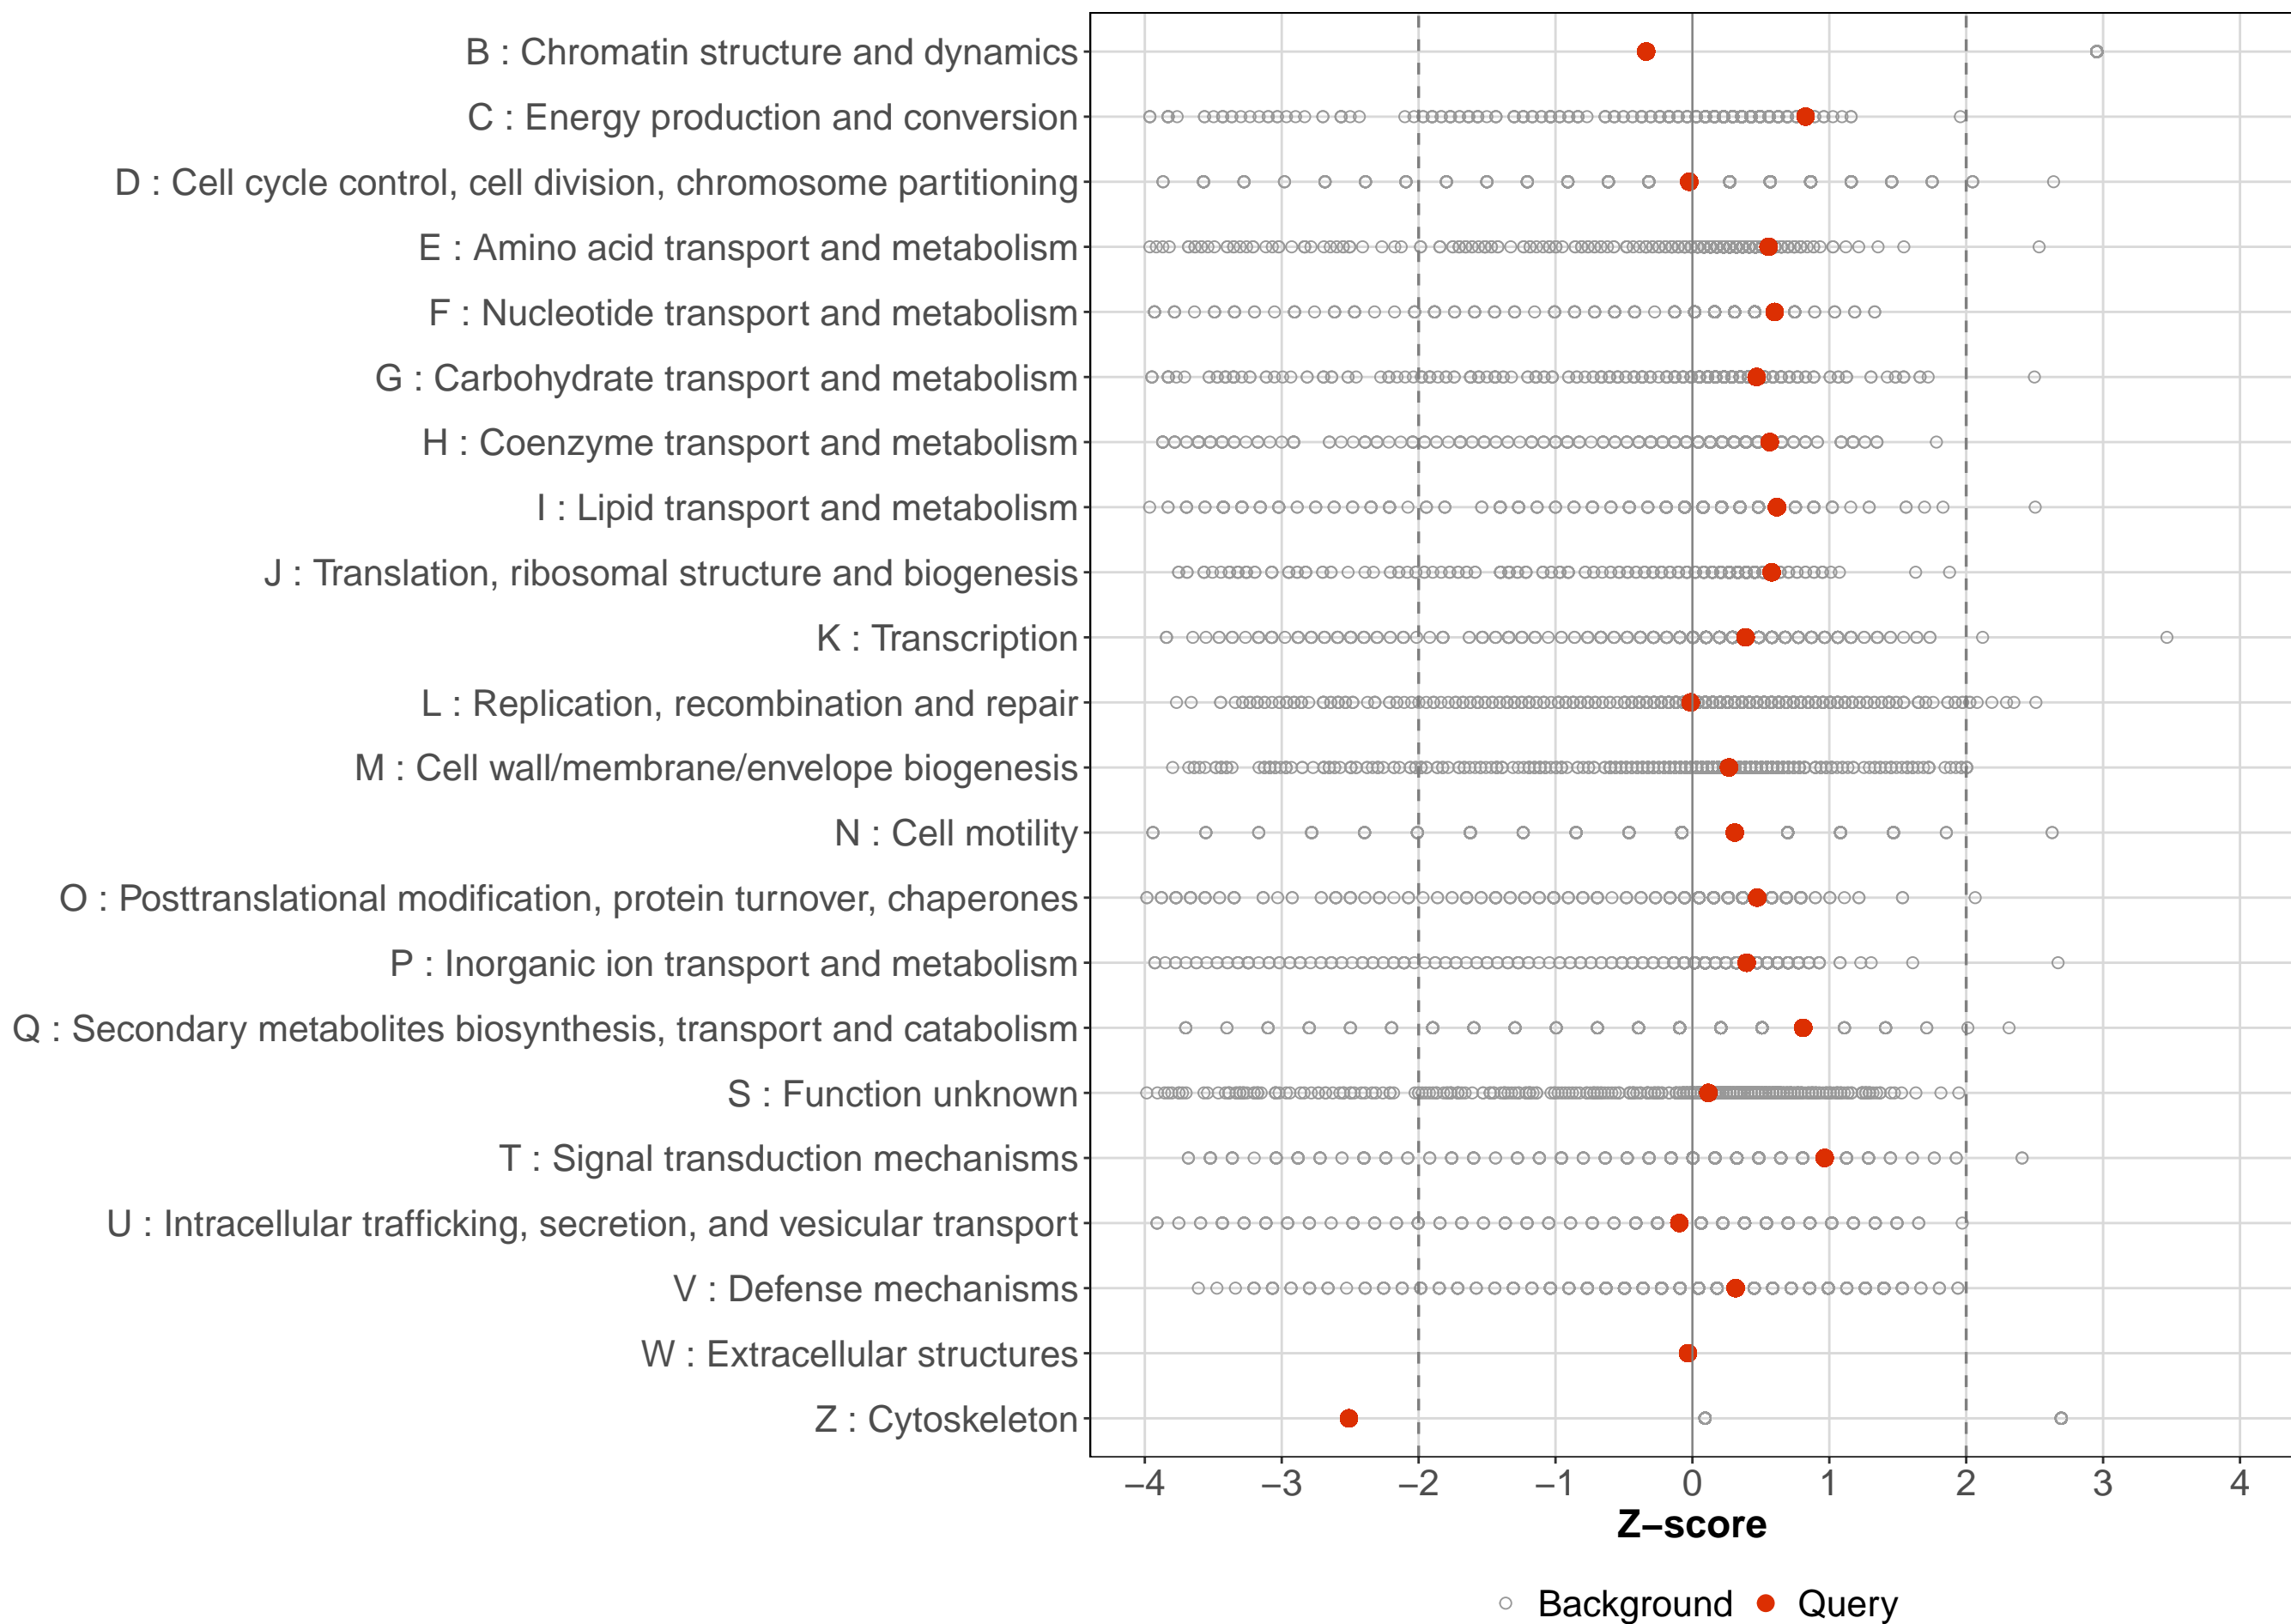 B : Chromatin structure and dynamics
C : Energy production and conversion
D : Cell cycle control, cell division, chromosome partitioning
E : Amino acid transport and metabolism
F : Nucleotide transport and metabolism
G : Carbohydrate transport and metabolism
H : Coenzyme transport and metabolism
I : Lipid transport and metabolism
J : Translation, ribosomal structure and biogenesis
K : Transcription
L : Replication, recombination and repair
M : Cell wall/membrane/envelope biogenesis
N : Cell motility
O : Posttranslational modification, protein turnover, chaperones
P : Inorganic ion transport and metabolism
Q : Secondary metabolites biosynthesis, transport and catabolism
S : Function unknown
T : Signal transduction mechanisms
U : Intracellular trafficking, secretion, and vesicular transport
V : Defense mechanisms
W : Extracellular structures
Z : Cytoskeleton
−4 −3 −2 −1 0 1 2 3 4
Z−score
Background Query